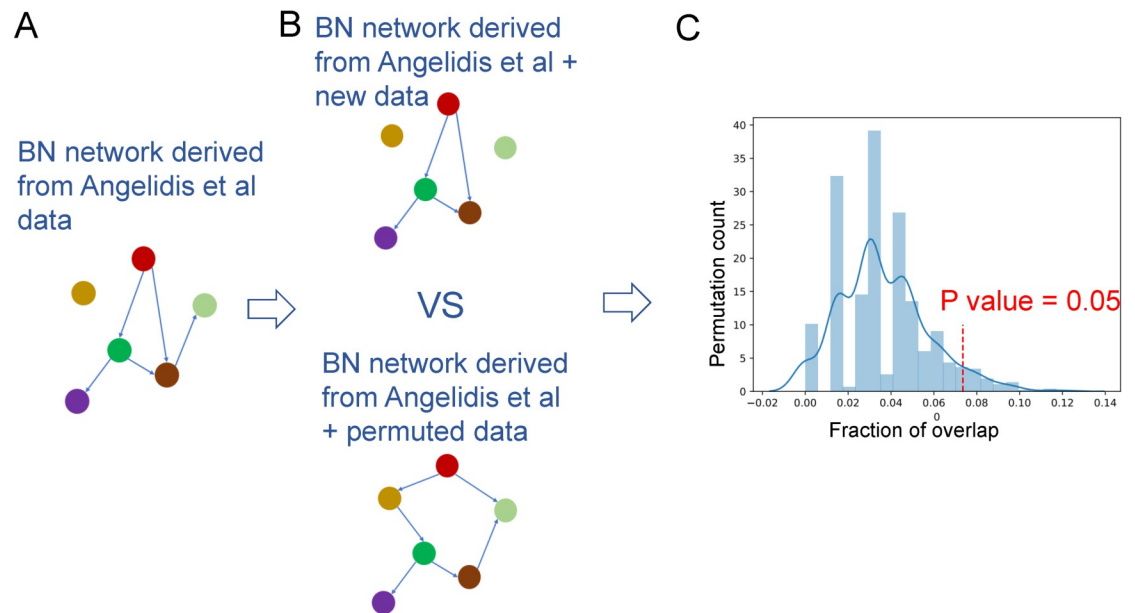 A
BN network derived
from Angelidis et al
data
B
BN network derived
from Angelidis et al +
new data
VS
BN network derived
from Angelidis et al
+ permuted data
C
Permutation count
40
35
30
25
20
15
10
5
0
P value = 0.05
−0.02 0.00 0.02 0.04 0.06 0.08 0.10 0.12 0.14
0
Fraction of overlap